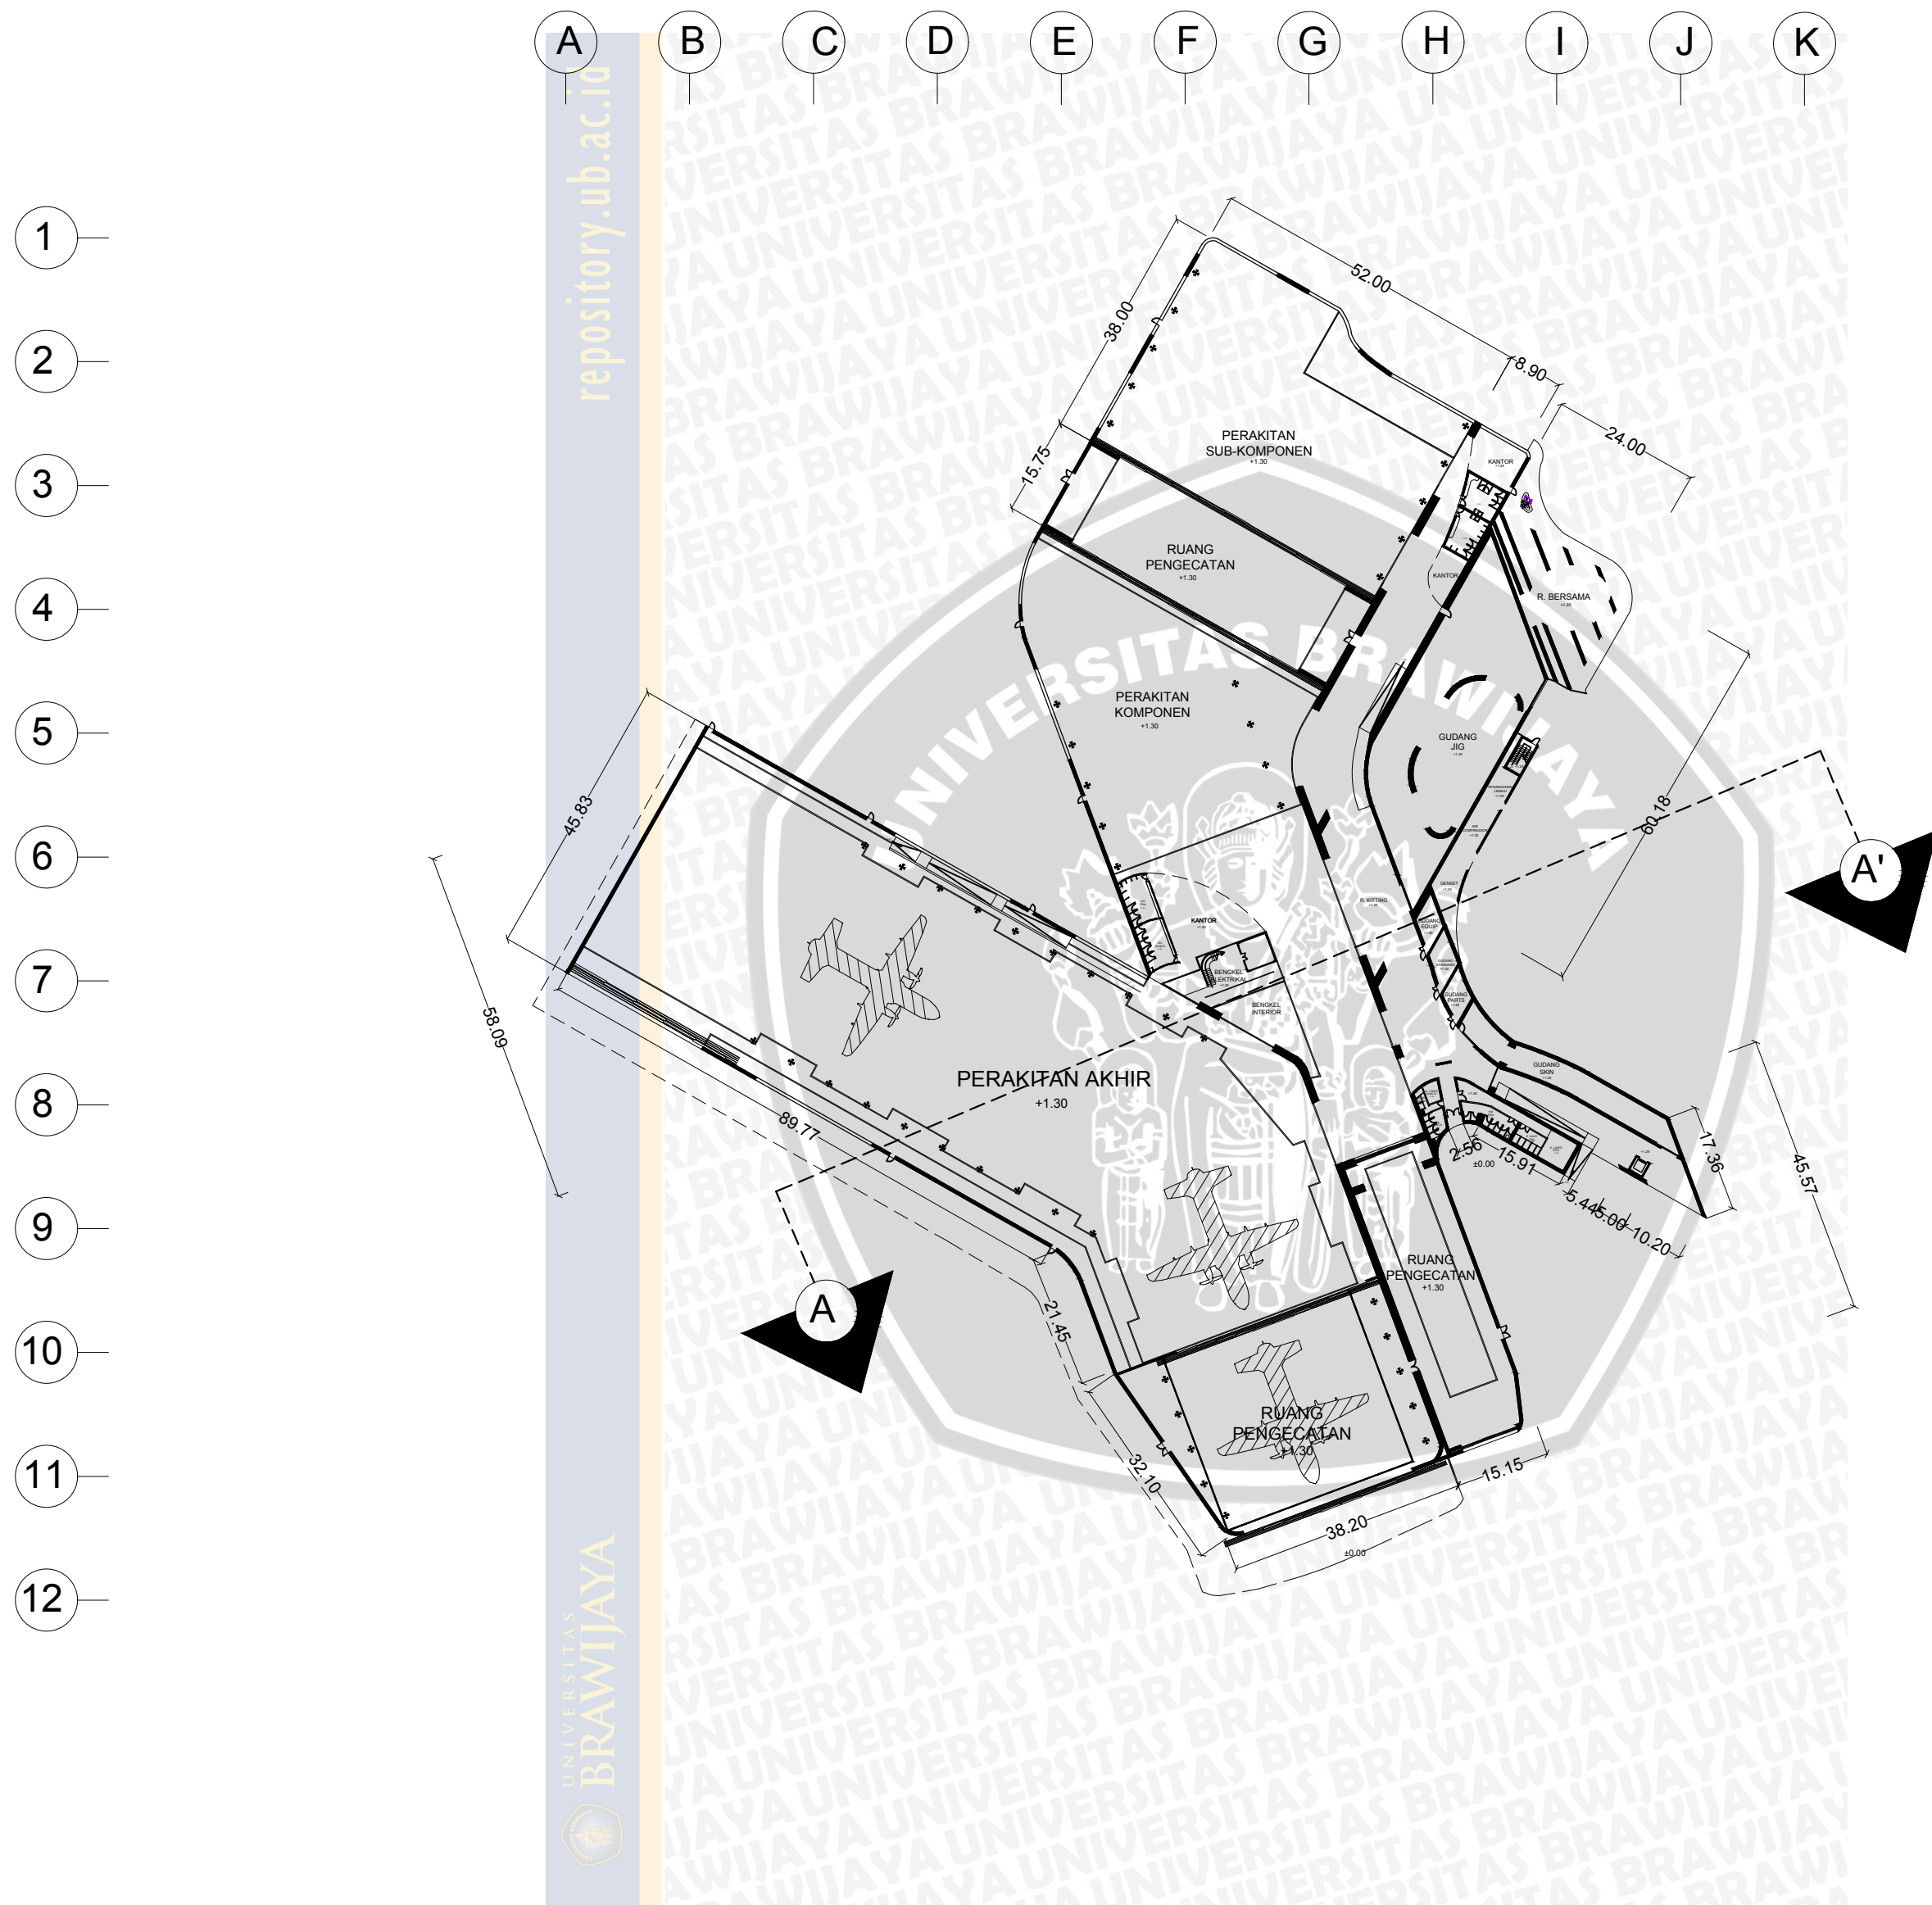 A B C D E F G H I J K
1
2
3
4
5
6
7
8
9
10
11
12
repository.ub.ac.id
UNIVERSITAS
BRAWIJAYA
UNIVERSITAS BRAWIJAYA
52.00
38.00
8.90
24.00
15.75
PERAKITAN
SUB-KOMPONEN
+1.30
KANTOR
RUANG
PENGECATAN
+1.30
KANTOR
R. BERSAMA
PERAKITAN
KOMPONEN
+1.30
GUDANG
JIG
45.83
60.18
A'
GENSET
R. KITTING
KANTOR
GUDANG
EQUIP
BENGKEL
ELEKTRIKAL
BENGKEL
INTERIOR
GUDANG
PARTS
58.09
PERAKITAN AKHIR
+1.30
GUDANG
SKIN
89.77
2.56
15.91
±0.00
17.36
45.57
5.44
5.00
10.20
RUANG
PENGECATAN
+1.30
A
21.45
RUANG
PENGECATAN
+1.30
32.10
15.15
38.20
±0.00